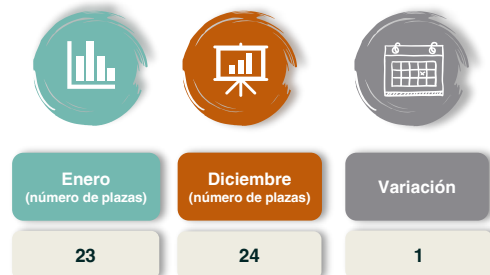 Enero
(número de plazas)
Diciembre
(número de plazas)
Variación
23
24
1